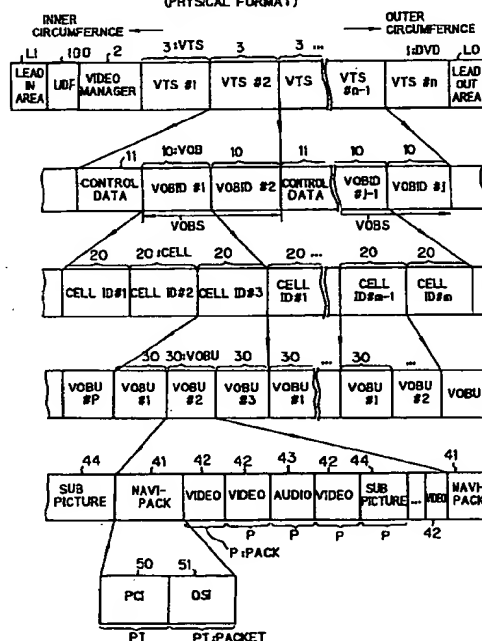 (PHYSICAL FORMAT)
INNER CIRCUMFERNCE
OUTER CIRCUMFERNCE
L1 100 2 3:VTS 3 3 ... 1:DVD LO
LEAD IN AREA UDF VIDEO MANAGER VTS #1 VTS #2 VTS VTS #n-1 VTS #n LEAD OUT AREA
11 10:VOB 10 11 10 10
CONTROL DATA VOBID #1 VOBID #2 CONTROL DATA VOBID #j-1 VOBID #j
VOBS VOBS
20 20:CELL 20 20 ... 20 20
CELL ID#1 CELL ID#2 CELL ID#3 CELL ID#1 CELL ID#m-1 CELL ID#m
30 30:VOBU 30 30 ... 30 ...
VOBU #P VOBU #1 VOBU #2 VOBU #3 VOBU #1 VOBU #1 VOBU #2 VOBU
44 41 42 42 43 42 44 41
SUB PICTURE NAVI-PACK VIDEO VIDEO AUDIO VIDEO SUB PICTURE ... VIDEO NAVI-PACK
P P P P 42
P:PACK
50 51
PCI DSI
PT PT:PACKET